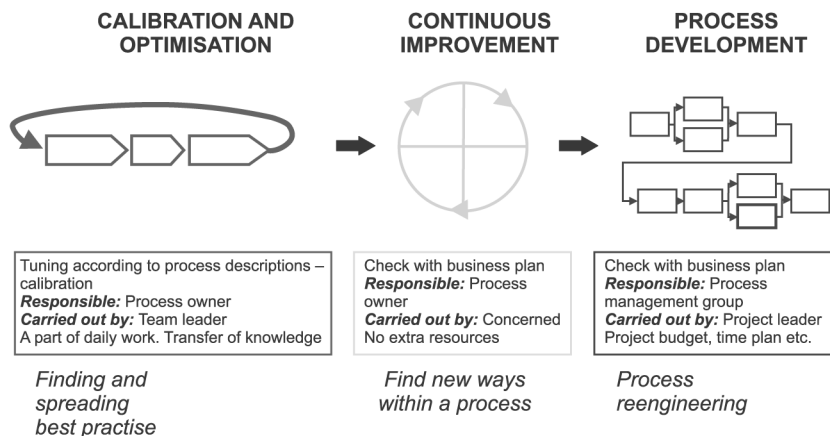 CALIBRATION AND
OPTIMISATION
CONTINUOUS
IMPROVEMENT
PROCESS
DEVELOPMENT
Tuning according to process descriptions –
calibration
Responsible: Process owner
Carried out by: Team leader
A part of daily work. Transfer of knowledge
Check with business plan
Responsible: Process
owner
Carried out by: Concerned
No extra resources
Check with business plan
Responsible: Process
management group
Carried out by: Project leader
Project budget, time plan etc.
Finding and
spreading
best practise
Find new ways
within a process
Process
reengineering